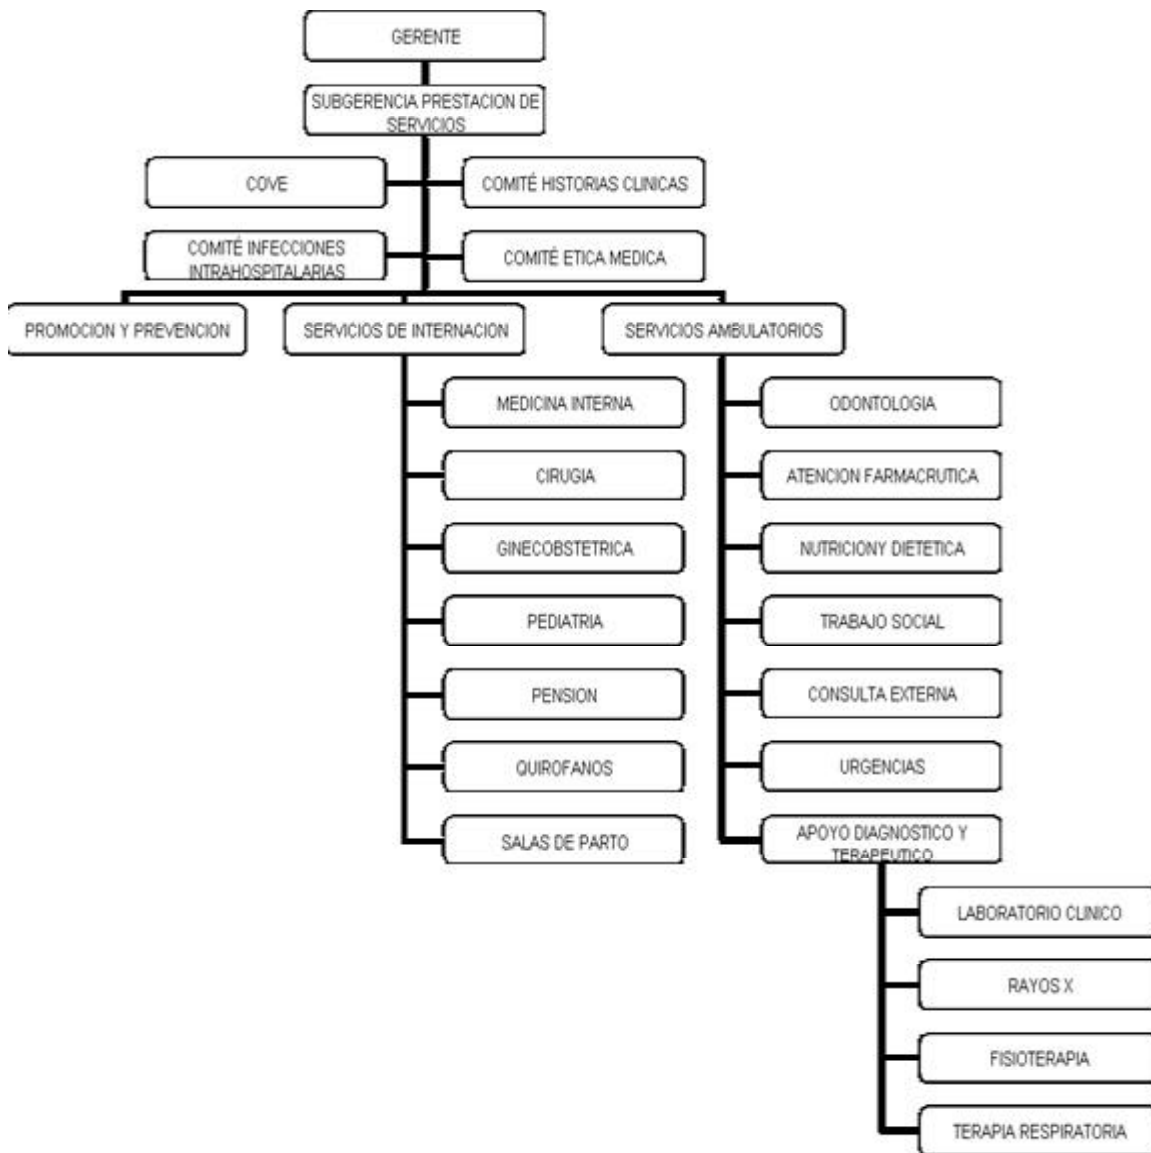 GERENTE
SUBGERENCIA PRESTACION DE
SERVICIOS
COVE
COMITÉ HISTORIAS CLINICAS
COMITÉ INFECCIONES
INTRAHOSPITALARIAS
COMITÉ ETICA MEDICA
PROMOCION Y PREVENCION
SERVICIOS DE INTERNACION
SERVICIOS AMBULATORIOS
MEDICINA INTERNA
CIRUGIA
GINECOBSTETRICA
PEDIATRIA
PENSION
QUIROFANOS
SALAS DE PARTO
ODONTOLOGIA
ATENCION FARMACRUTICA
NUTRICIONY DIETETICA
TRABAJO SOCIAL
CONSULTA EXTERNA
URGENCIAS
APOYO DIAGNOSTICO Y
TERAPEUTICO
LABORATORIO CLINICO
RAYOS X
FISIOTERAPIA
TERAPIA RESPIRATORIA